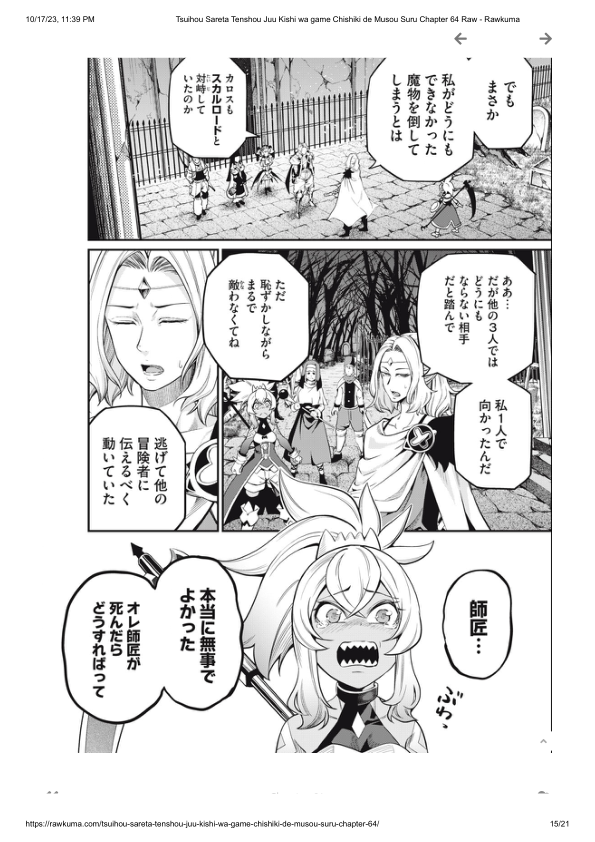 10/17/23, 11:39 PM
Tsuihou Sareta Tenshou Juu Kishi wa game Chishiki de Musou Suru Chapter 64 Raw - Rawkuma
でも
まさか
私がどうにも
できなかった
魔物を倒して
しまうとは
カロスも
スカルロードと
対峙して
いたのか
ああ…
だが他の3人では
どうにも
ならない相手
だと踏んで
私1人で
向かったんだ
ただ
恥ずかしながら
まるで
敵わなくてね
逃げて他の
冒険者に
伝えるべく
動いていた
師匠…
ぶわっ
本当に無事で
よかった
オレ師匠が
死んだら
どうすればって
https://rawkuma.com/tsuihou-sareta-tenshou-juu-kishi-wa-game-chishiki-de-musou-suru-chapter-64/
15/21